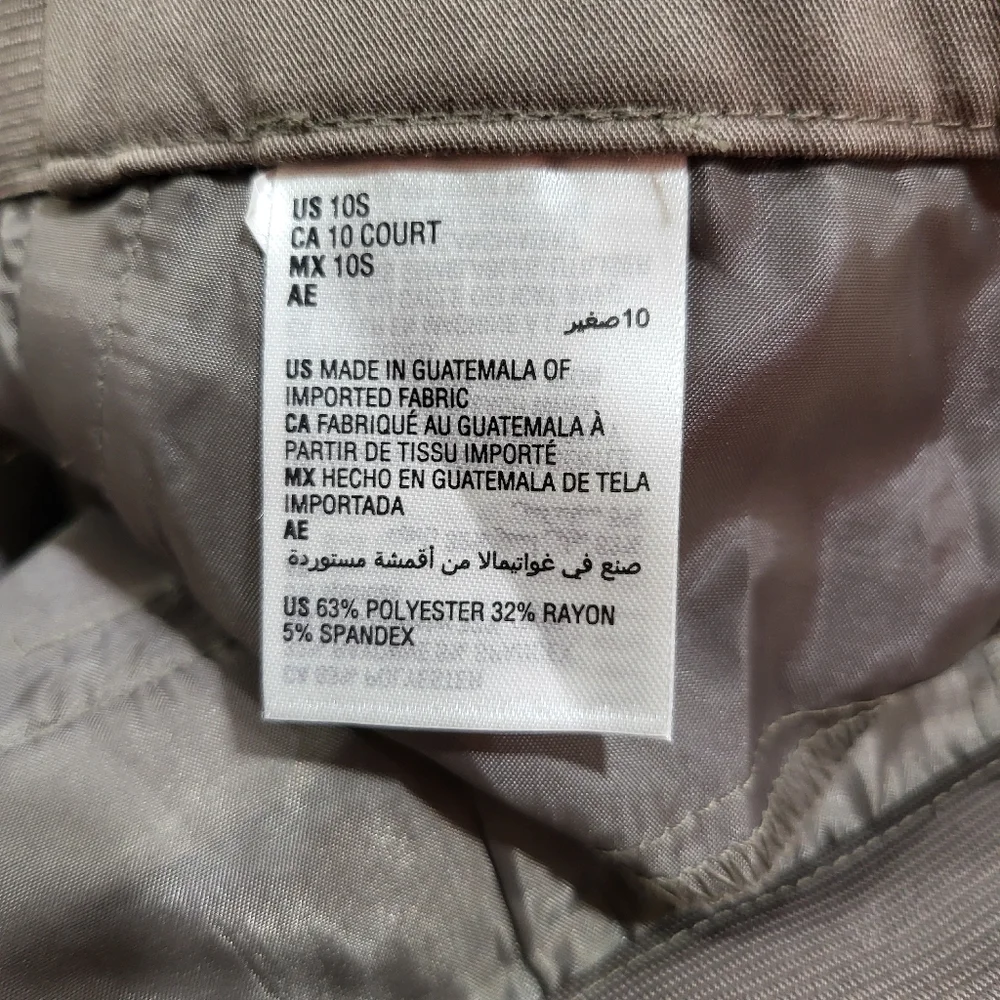 US 10S
CA 10 COURT
MX 10S
AE
10صغير
US MADE IN GUATEMALA OF
IMPORTED FABRIC
CA FABRIQUÉ AU GUATEMALA À
PARTIR DE TISSU IMPORTÉ
MX HECHO EN GUATEMALA DE TELA
IMPORTADA
AE
صنع في غواتيمالا من أقمشة مستوردة
US 63% POLYESTER 32% RAYON
5% SPANDEX